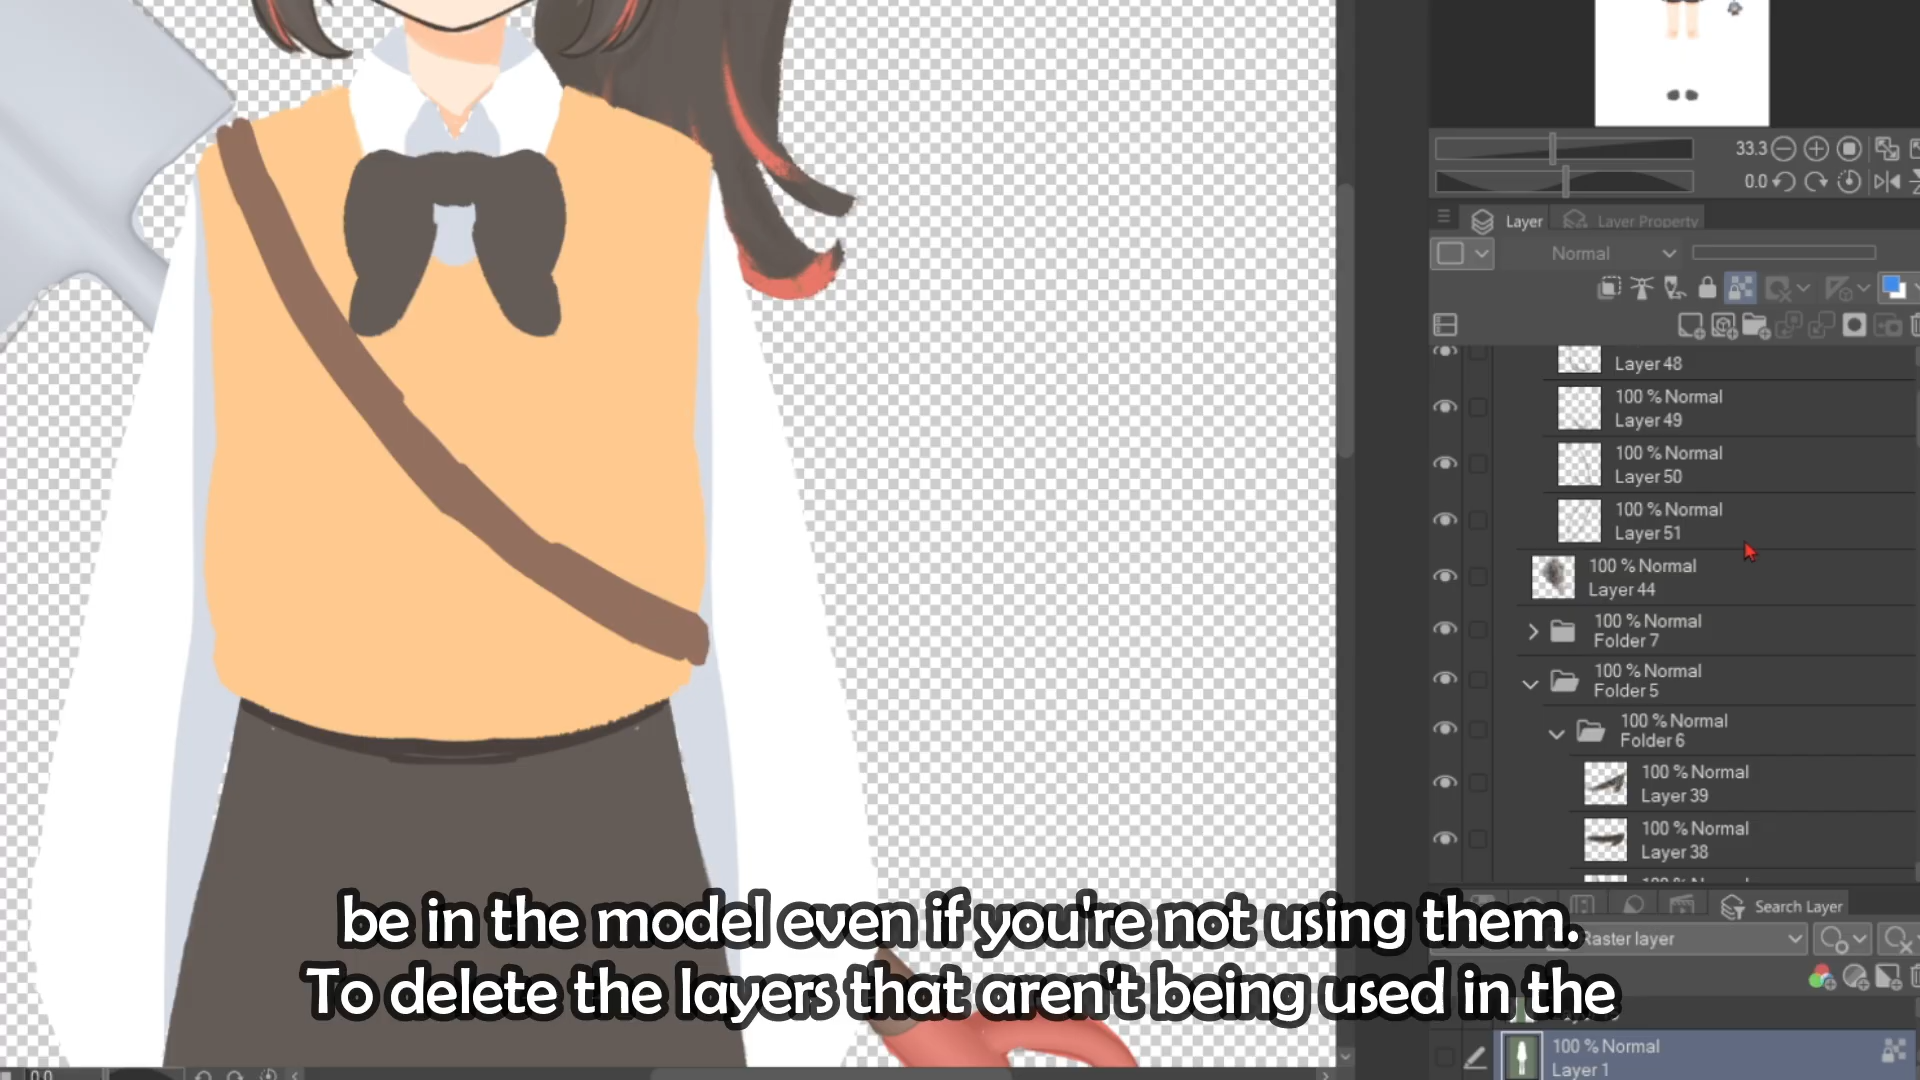 33.3
0.0
Layer
Layer Property
Normal
Layer 48
100 % Normal
Layer 49
100 % Normal
Layer 50
100 % Normal
Layer 51
100 % Normal
Layer 44
100 % Normal
Folder 7
100 % Normal
Folder 5
100 % Normal
Folder 6
100 % Normal
Layer 39
100 % Normal
Layer 38
Search Layer
Raster layer
100 % Normal
Layer 1
be in the model even if you're not using them.
To delete the layers that aren't being used in the
0.0